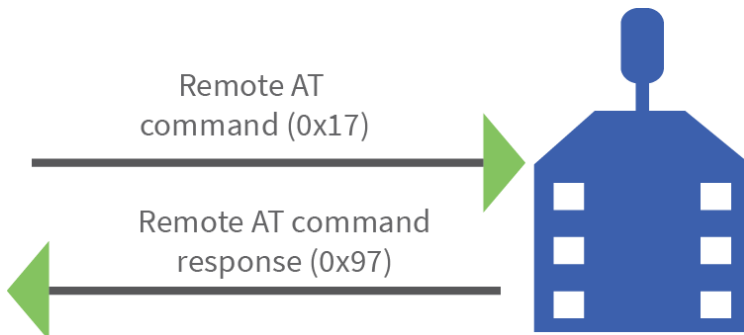 Remote AT
command (0x17)
Remote AT command
response (0x97)